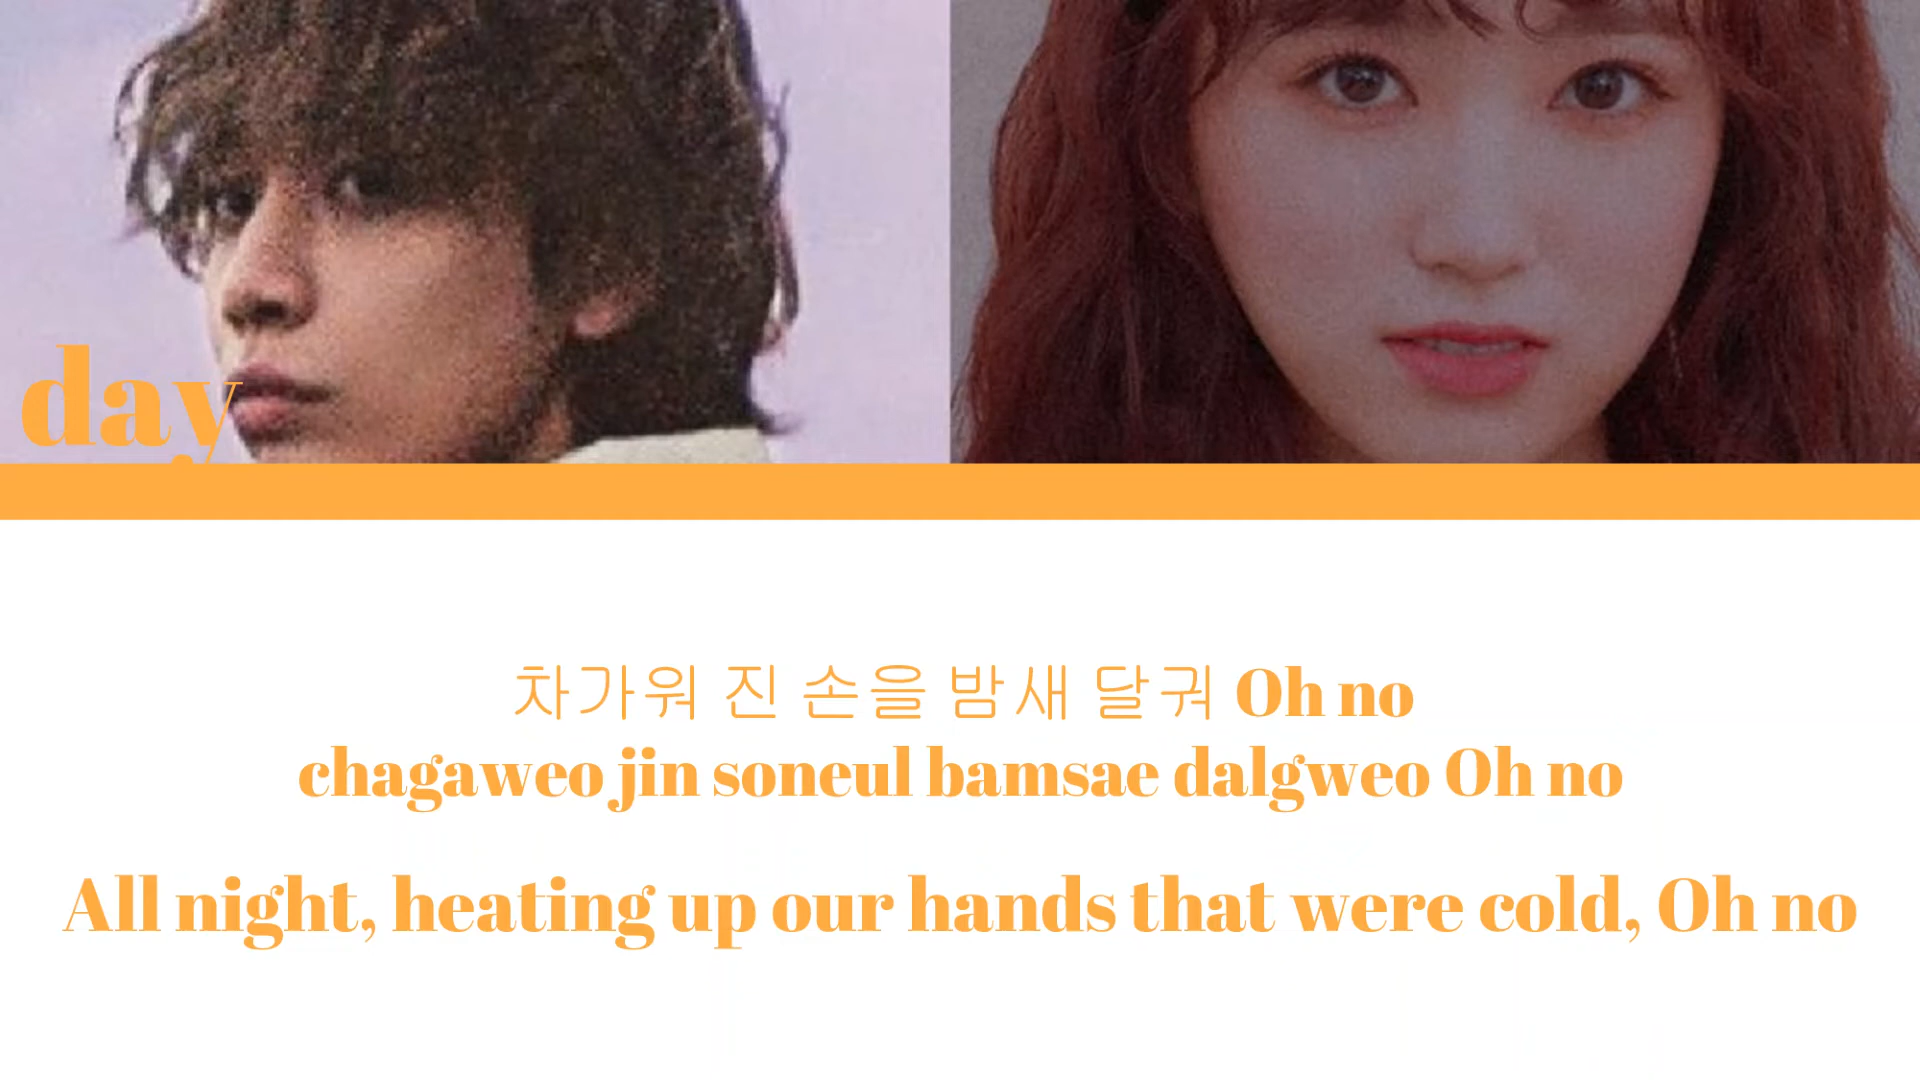 day
차가워 진 손을 밤새 달궈 Oh no
chagaweo jin soneul bamsae dalgweo Oh no
All night, heating up our hands that were cold, Oh no